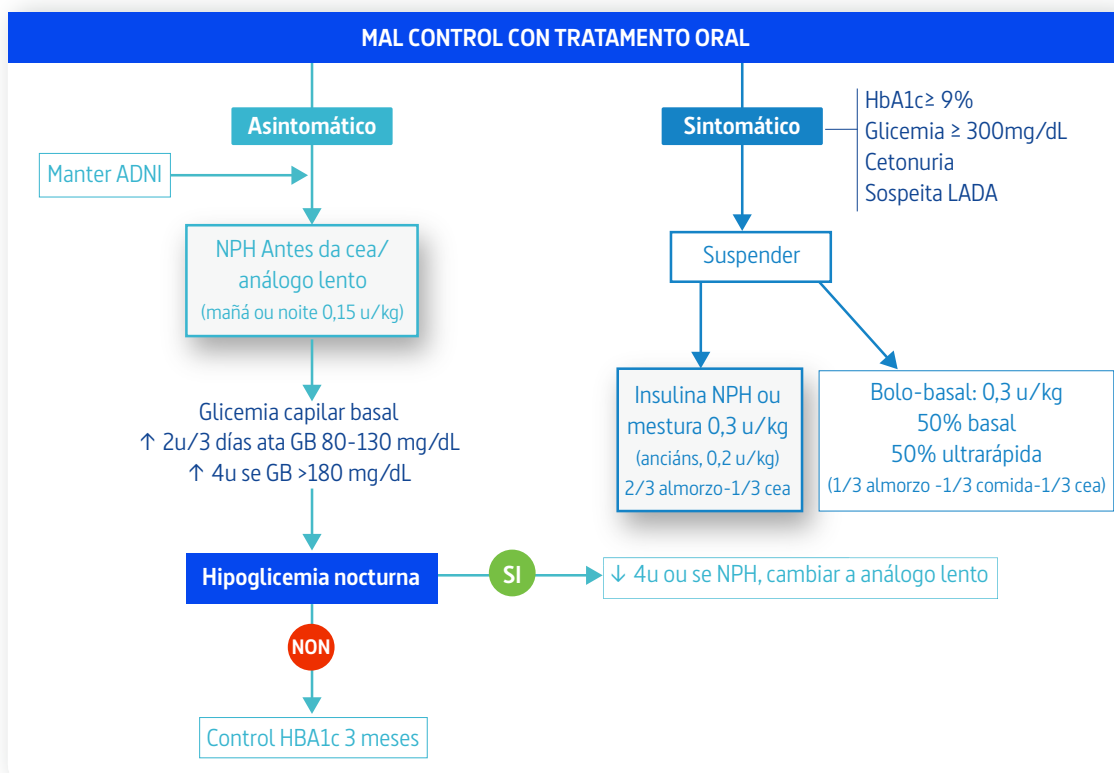 MAL CONTROL CON TRATAMENTO ORAL
Asintomático
Manter ADNI
NPH Antes da cea/
análogo lento
(mañá ou noite 0,15 u/kg)
Glicemia capilar basal
↑ 2u/3 días ata GB 80-130 mg/dL
↑ 4u se GB >180 mg/dL
Hipoglicemia nocturna
SI
↓ 4u ou se NPH, cambiar a análogo lento
NON
Control HBA1c 3 meses
Sintomático
HbA1c≥ 9%
Glicemia ≥ 300mg/dL
Cetonuria
Sospeita LADA
Suspender
Insulina NPH ou
mestura 0,3 u/kg
(anciáns, 0,2 u/kg)
2/3 almorzo-1/3 cea
Bolo-basal: 0,3 u/kg
50% basal
50% ultrarápida
(1/3 almorzo -1/3 comida-1/3 cea)